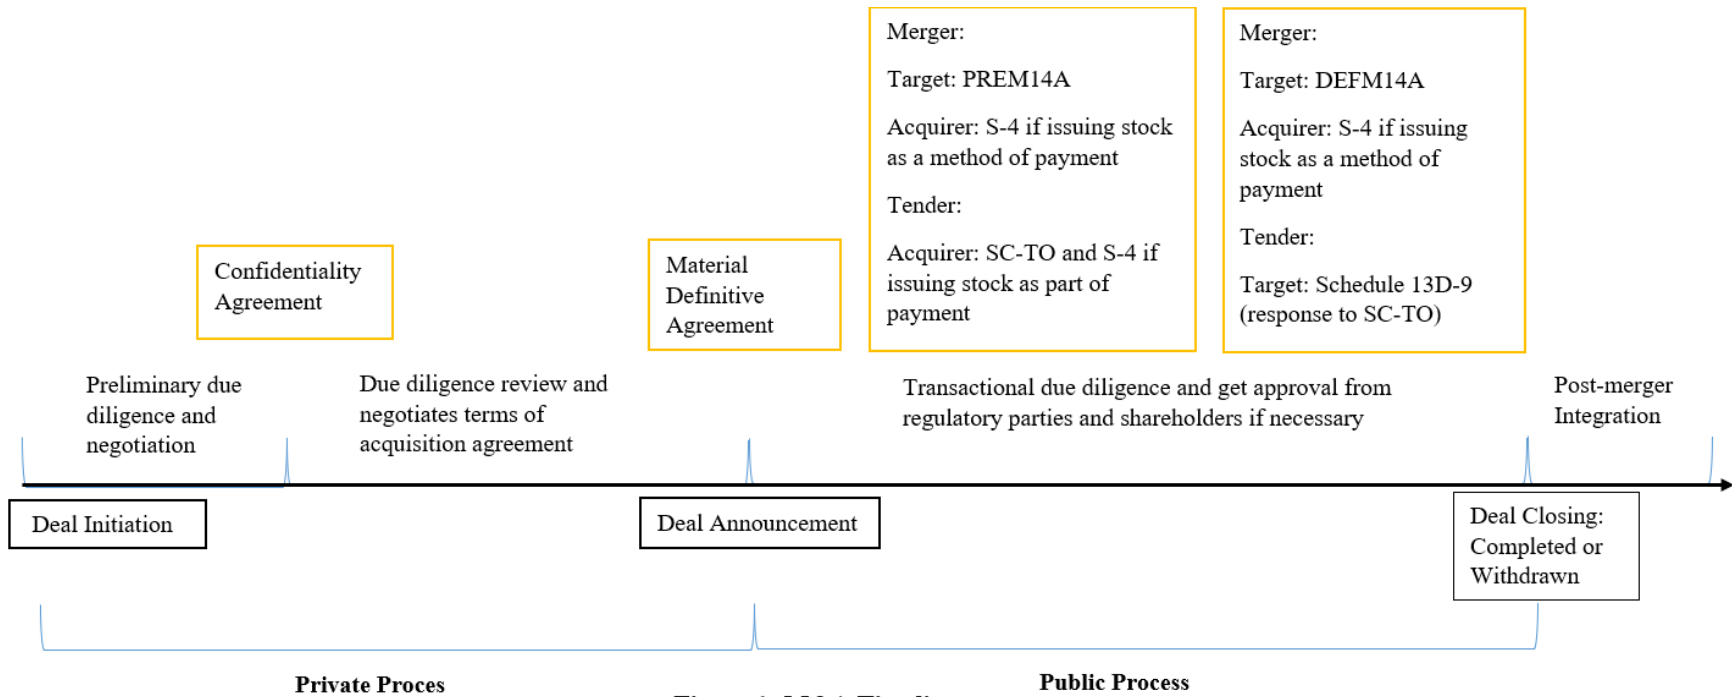 Merger:
Target: PREM14A
Acquirer: S-4 if issuing stock
as a method of payment
Tender:
Acquirer: SC-TO and S-4 if
issuing stock as part of
payment
Merger:
Target: DEFM14A
Acquirer: S-4 if issuing
stock as a method of
payment
Tender:
Target: Schedule 13D-9
(response to SC-TO)
Confidentiality
Agreement
Material
Definitive
Agreement
Preliminary due
diligence and
negotiation
Due diligence review and
negotiates terms of
acquisition agreement
Transactional due diligence and get approval from
regulatory parties and shareholders if necessary
Post-merger
Integration
Deal Initiation
Deal Announcement
Deal Closing:
Completed or
Withdrawn
Private Proces
Public Process